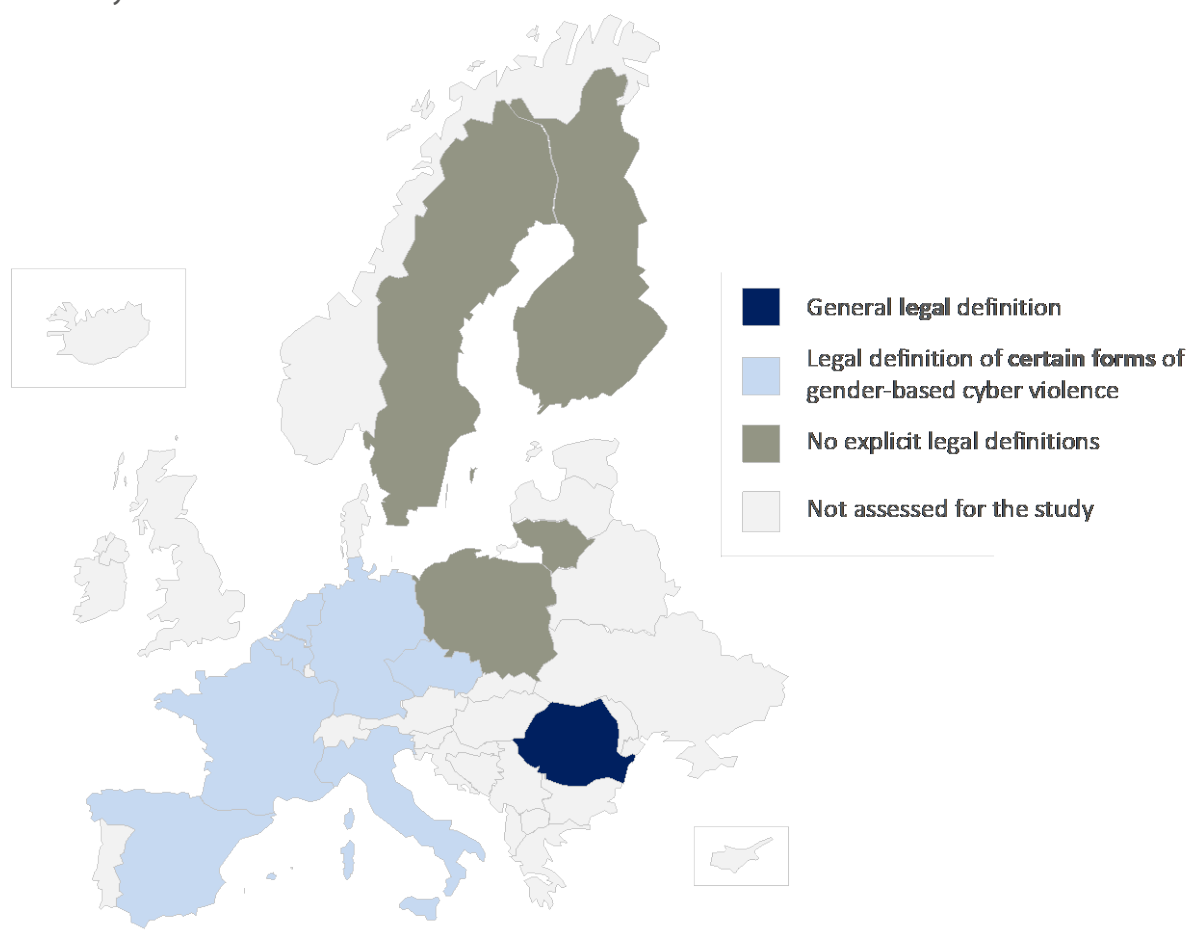 General legal definition
Legal definition of certain forms of
gender-based cyber violence
No explicit legal definitions
Not assessed for the study